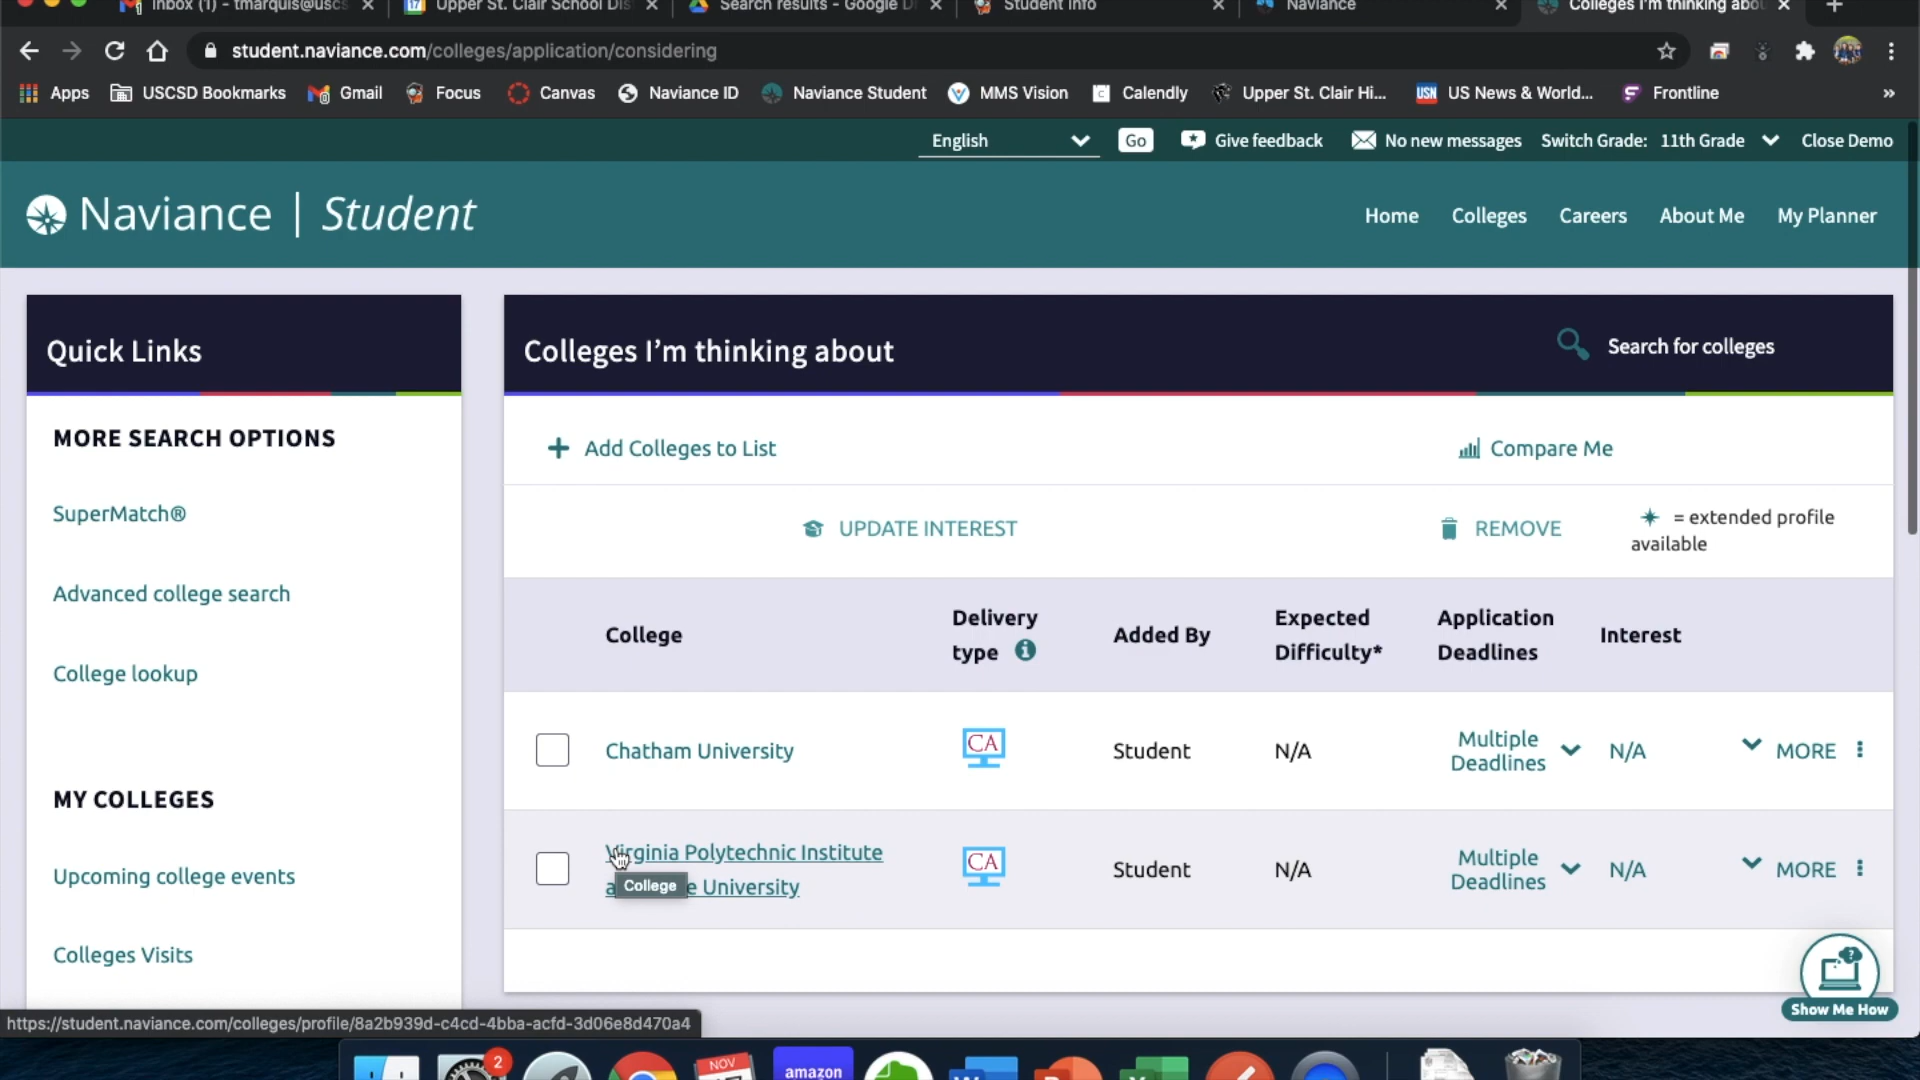 Inbox (1) - tmarquis@uscs
Upper St. Clair School Dis
Search results - Google D
Student Info
Naviance
Colleges I'm thinking abou
student.naviance.com/colleges/application/considering
Apps
USCSD Bookmarks
Gmail
Focus
Canvas
Naviance ID
Naviance Student
MMS Vision
Calendly
Upper St. Clair Hi...
USN
US News & World...
Frontline
»
English
Go
Give feedback
No new messages
Switch Grade: 11th Grade
Close Demo
Naviance | Student
Home
Colleges
Careers
About Me
My Planner
Quick Links
MORE SEARCH OPTIONS
SuperMatch®
Advanced college search
College lookup
MY COLLEGES
Upcoming college events
Colleges Visits
Colleges I'm thinking about
Search for colleges
+ Add Colleges to List
Compare Me
UPDATE INTEREST
REMOVE
= extended profile
available
College
Delivery
type
Added By
Expected
Difficulty*
Application
Deadlines
Interest
Chatham University
CA
Student
N/A
Multiple
Deadlines
N/A
MORE
Virginia Polytechnic Institute
a e University
College
CA
Student
N/A
Multiple
Deadlines
N/A
MORE
Show Me How
https://student.naviance.com/colleges/profile/8a2b939d-c4cd-4bba-acfd-3d06e8d470a4
2
NOV
amazon